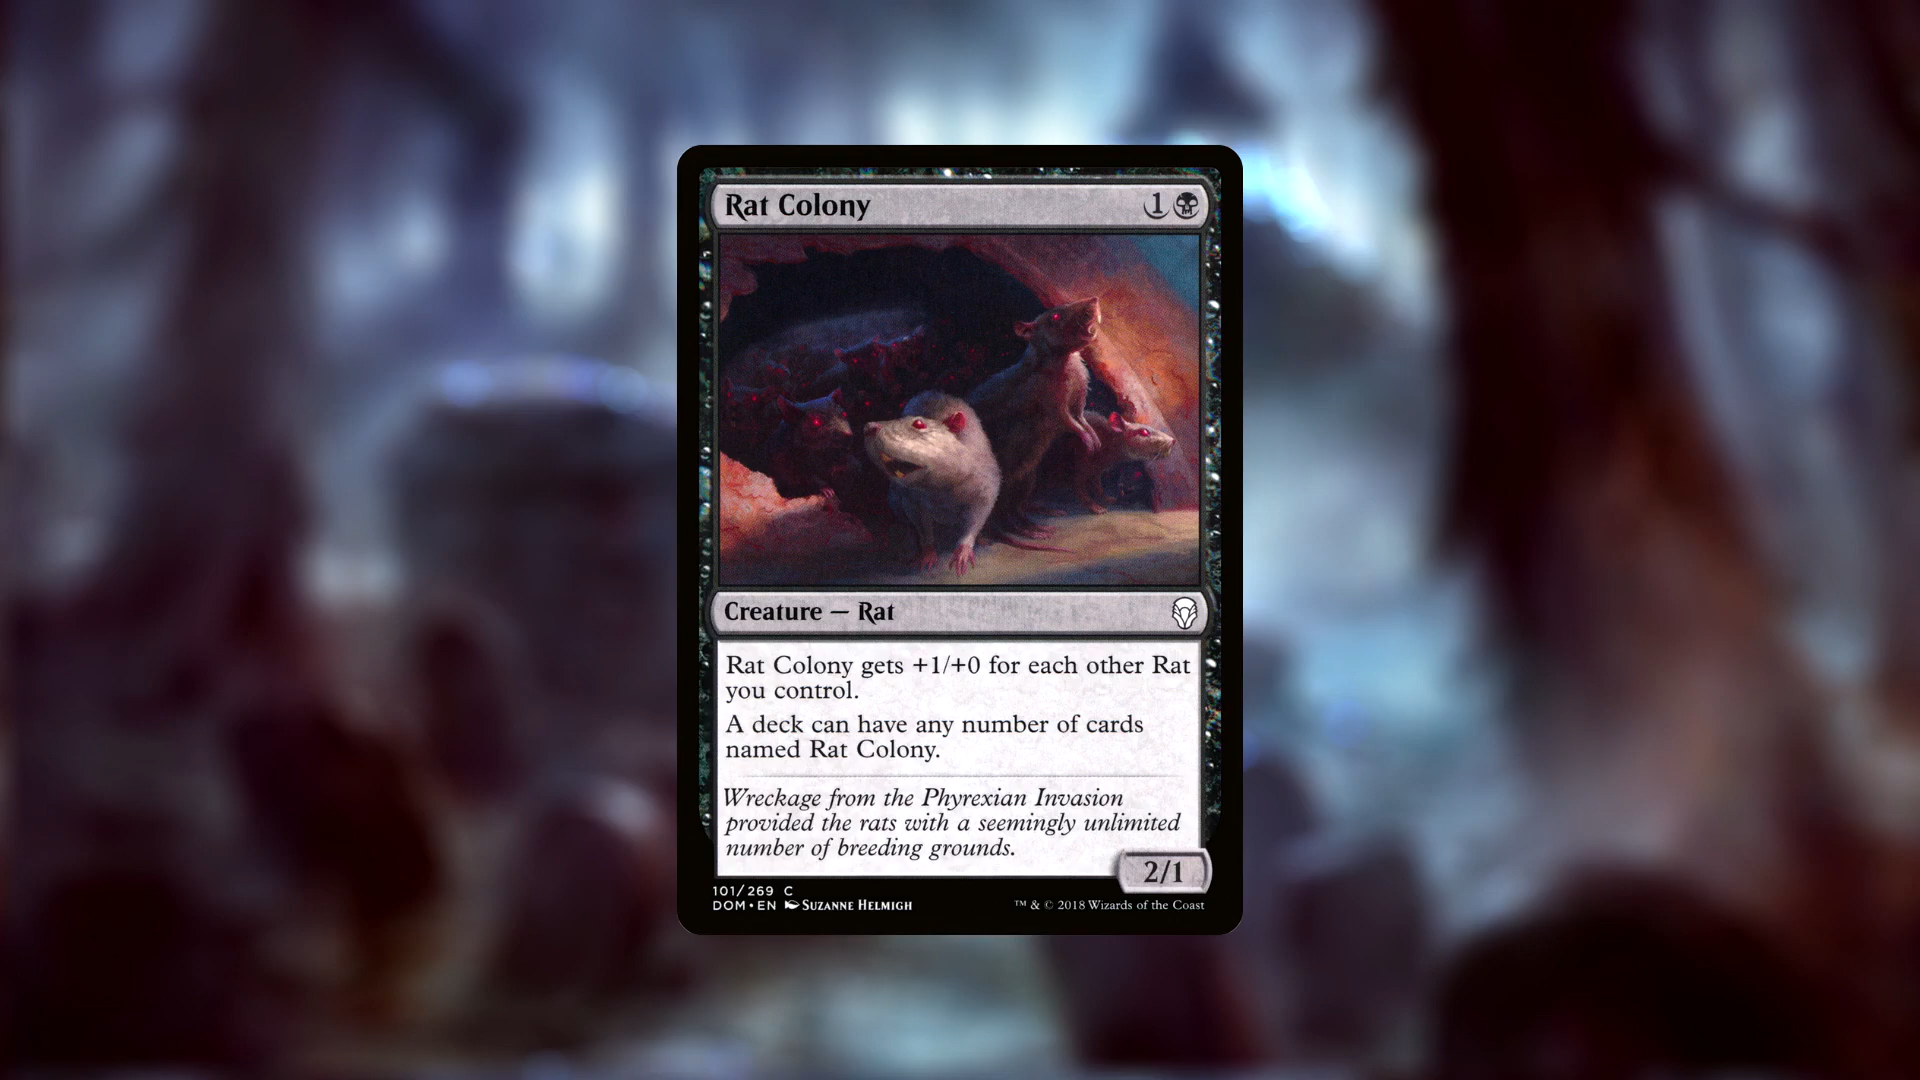 Rat Colony 1
Creature — Rat
Rat Colony gets +1/+0 for each other Rat
you control.
A deck can have any number of cards
named Rat Colony.
Wreckage from the Phyrexian Invasion
provided the rats with a seemingly unlimited
number of breeding grounds.
2/1
101/269 C
DOM • EN Suzanne Helmigh
™ & © 2018 Wizards of the Coast